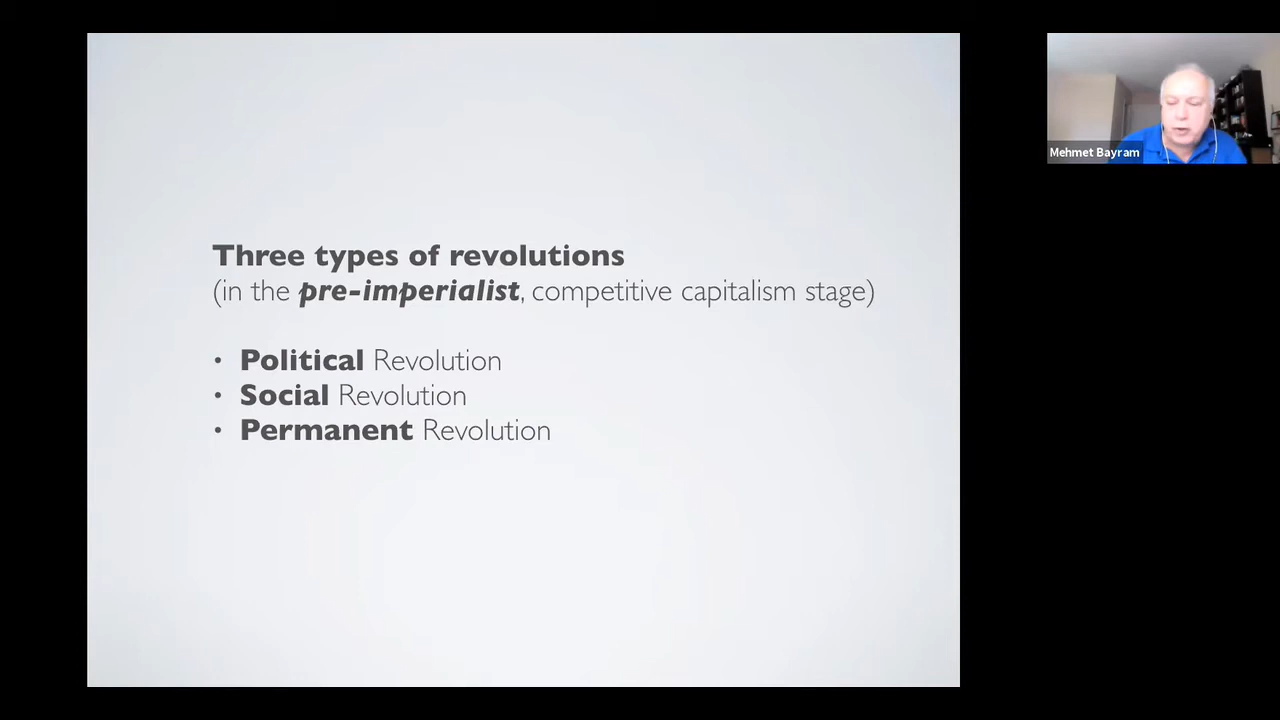 Three types of revolutions
(in the pre-imperialist, competitive capitalism stage)
• Political Revolution
• Social Revolution
• Permanent Revolution
Mehmet Bayram